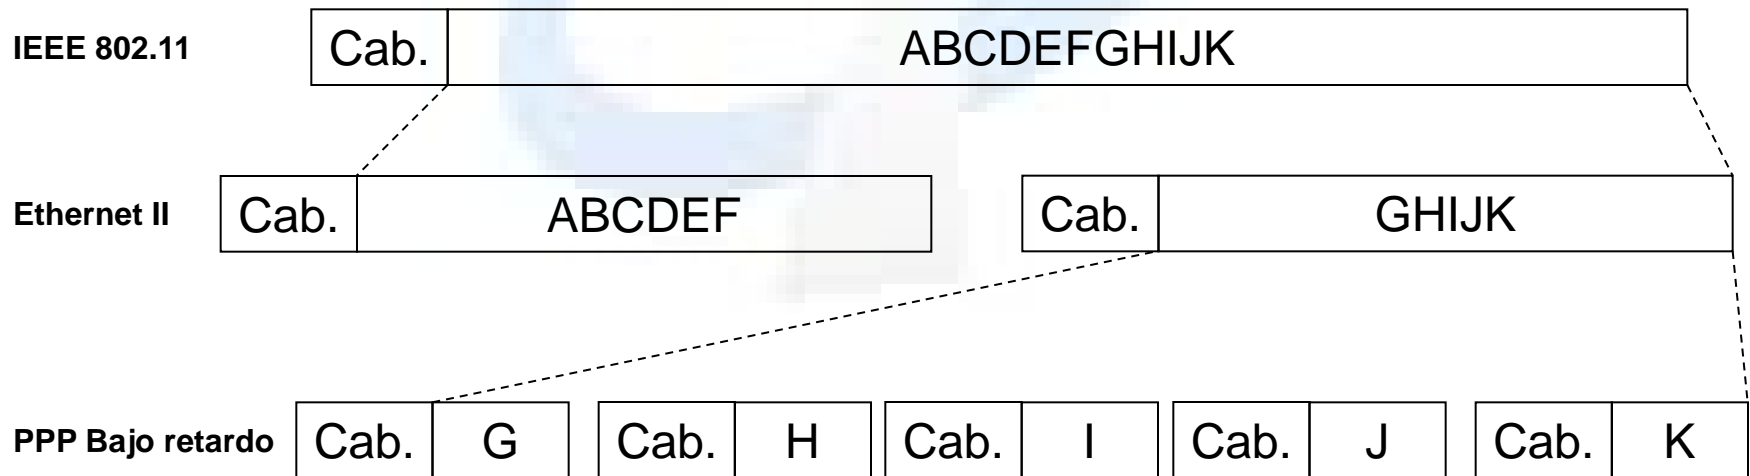 IEEE 802.11 Cab. ABCDEFGHIJK
Ethernet II Cab. ABCDEF Cab. GHIJK
PPP Bajo retardo Cab. G Cab. H Cab. I Cab. J Cab. K